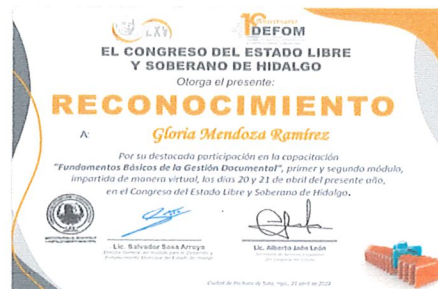 LXV
DEFOM
EL CONGRESO DEL ESTADO LIBRE
Y SOBERANO DE HIDALGO
Otorga el presente:
RECONOCIMIENTO
A: Gloria Mendoza Ramírez
Por su destacada participación en la capacitación
"Fundamentos Básicos de la Gestión Documental", primer y segundo módulo,
impartida de manera virtual, los días 20 y 21 de abril del presente año,
en el Congreso del Estado Libre y Soberano de Hidalgo.
Lic. Salvador Sosa Arroyo
Lic. Alberto Jaén León